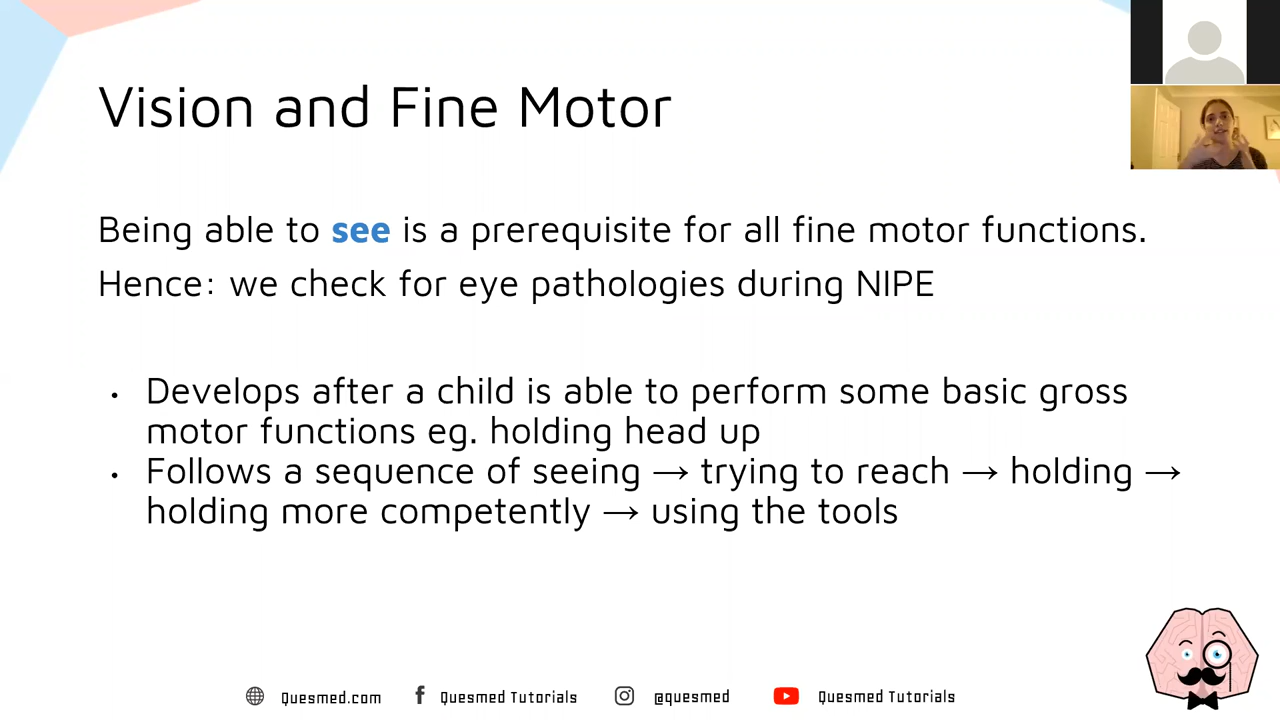 Vision and Fine Motor
Being able to see is a prerequisite for all fine motor functions.
Hence: we check for eye pathologies during NIPE
• Develops after a child is able to perform some basic gross
motor functions eg. holding head up
• Follows a sequence of seeing → trying to reach → holding →
holding more competently → using the tools
Quesmed.com Quesmed Tutorials @quesmed Quesmed Tutorials